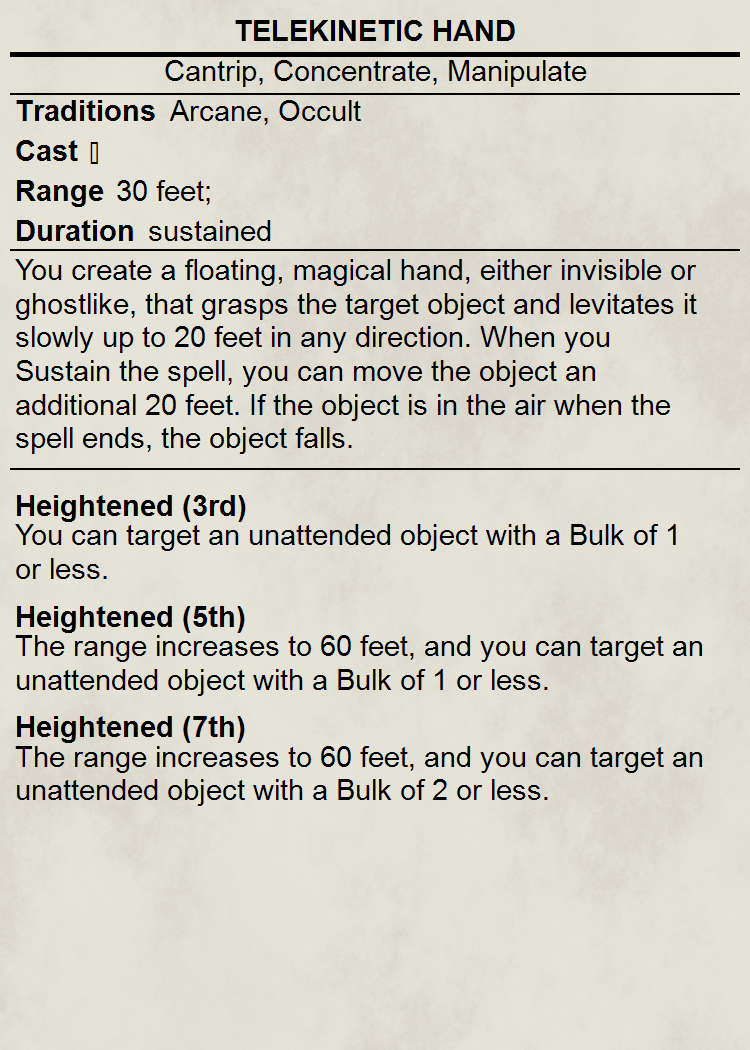 TELEKINETIC HAND
Cantrip, Concentrate, Manipulate
Traditions Arcane, Occult
Cast ▯
Range 30 feet;
Duration sustained
You create a floating, magical hand, either invisible or
ghostlike, that grasps the target object and levitates it
slowly up to 20 feet in any direction. When you
Sustain the spell, you can move the object an
additional 20 feet. If the object is in the air when the
spell ends, the object falls.
Heightened (3rd)
You can target an unattended object with a Bulk of 1
or less.
Heightened (5th)
The range increases to 60 feet, and you can target an
unattended object with a Bulk of 1 or less.
Heightened (7th)
The range increases to 60 feet, and you can target an
unattended object with a Bulk of 2 or less.